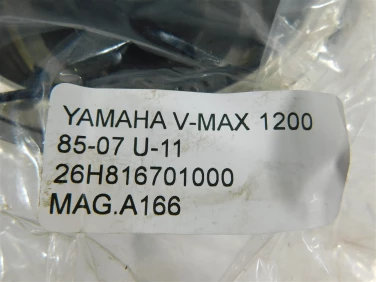 YAMAHA V-MAX 1200
85-07 U-11
26H816701000
MAG.A166